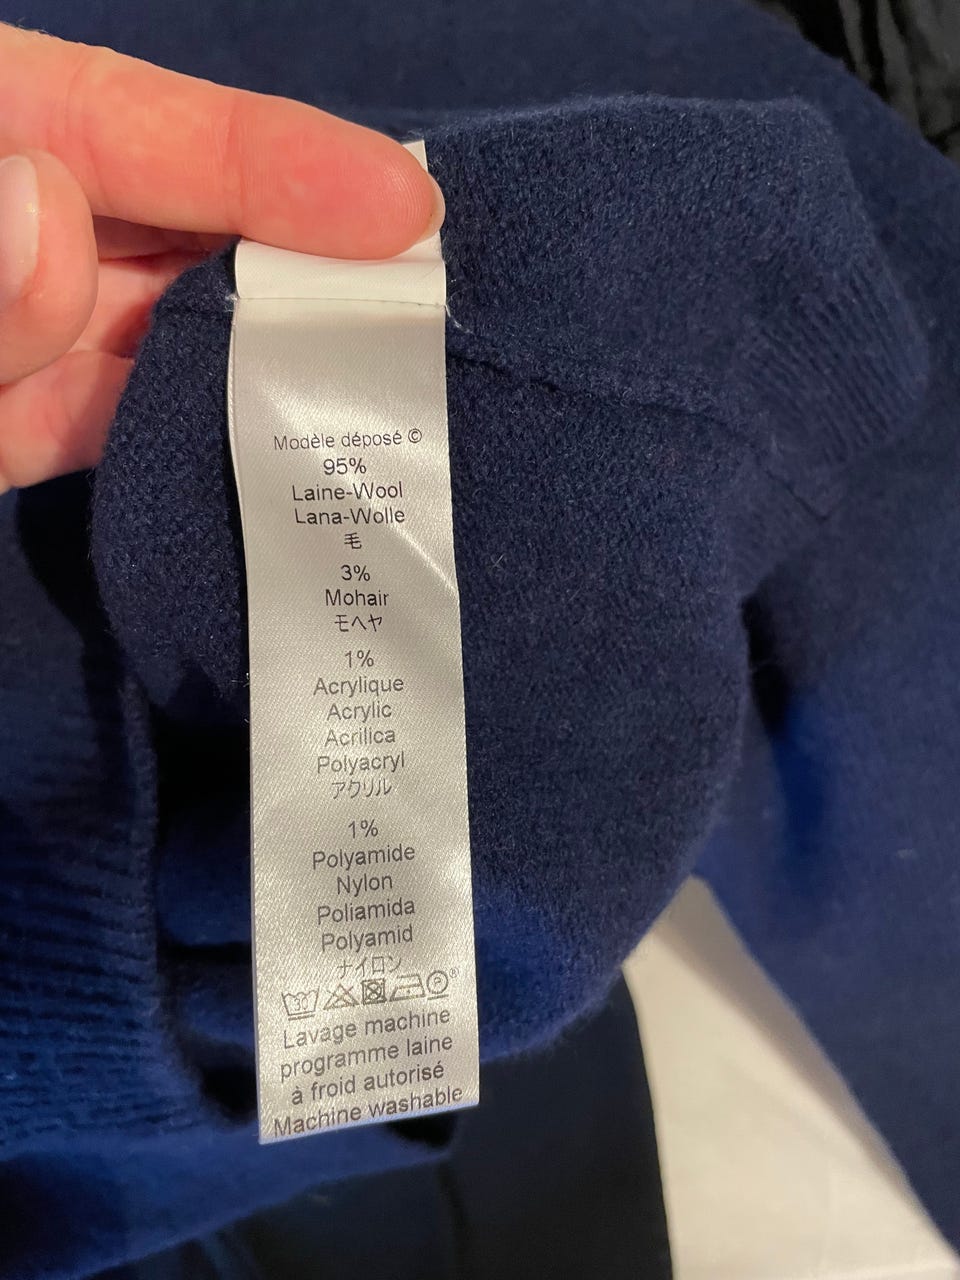 Modèle déposé ©
95%
Laine-Wool
Lana-Wolle
毛
3%
Mohair
モヘヤ
1%
Acrylique
Acrylic
Acrilica
Polyacryl
アクリル
1%
Polyamide
Nylon
Poliamida
Polyamid
ナイロン
P ®
Lavage machine
programme laine
à froid autorisé
Machine washable